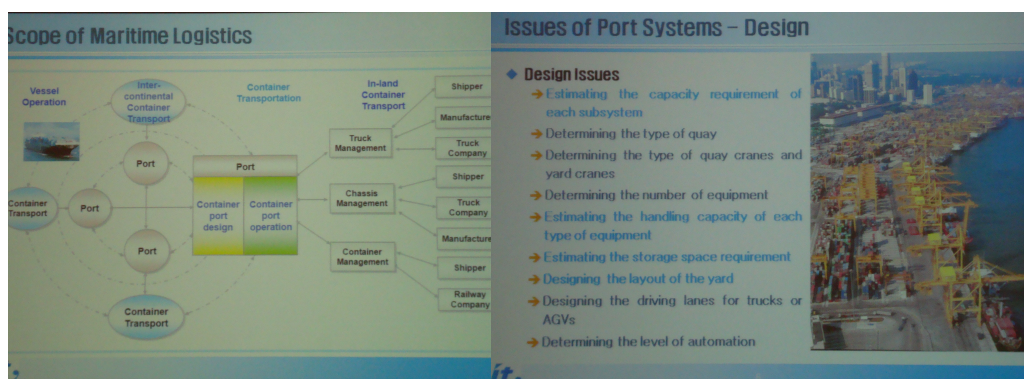 Scope of Maritime Logistics
Vessel
Operation
Inter-
continental
Container
Transport
Container
Transportation
In-land
Container
Transport
Port
Container
Transport
Port
Port
Container
Transport
Port
Container
port
design
Container
port
operation
Truck
Management
Chassis
Management
Container
Management
Shipper
Manufacture
Truck
Company
Shipper
Truck
Company
Manufacture
Shipper
Railway
Company
Issues of Port Systems – Design
Design Issues
Estimating the capacity requirement of
each subsystem
Determining the type of quay
Determining the type of quay cranes and
yard cranes
Determining the number of equipment
Estimating the handling capacity of each
type of equipment
Estimating the storage space requirement
Designing the layout of the yard
Designing the driving lanes for trucks or
AGVs
Determining the level of automation
it,